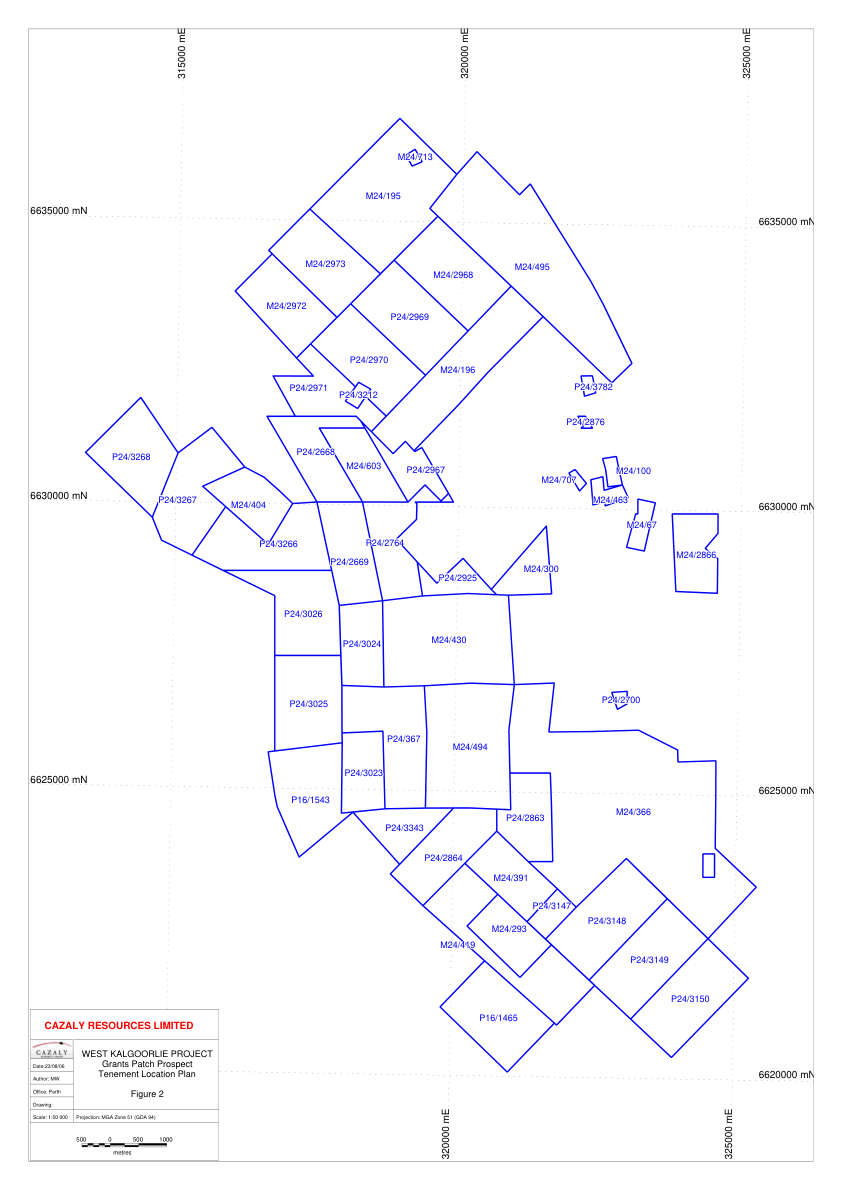 315000 mE
320000 mE
325000 mE
M24/713
M24/195
6635000 mN
6635000 mN
M24/2973
M24/2968
M24/495
M24/2972
P24/2969
P24/2970
M24/196
P24/2971
P24/3212
P24/3782
P24/2876
P24/3268
P24/2668
M24/603
P24/2967
M24/100
M24/707
6630000 mN
P24/3267
M24/404
M24/463
6630000 mN
M24/67
P24/3266
P24/2764
M24/2866
P24/2669
M24/300
P24/2925
P24/3026
P24/3024
M24/430
P24/3025
P24/2700
P24/367
M24/494
6625000 mN
P24/3023
6625000 mN
P16/1543
M24/366
P24/2863
P24/3343
P24/2864
M24/391
P24/3147
P24/3148
M24/293
M24/419
P24/3149
P24/3150
P16/1465
CAZALY RESOURCES LIMITED
CAZALY
WEST KALGOORLIE PROJECT
Grants Patch Prospect
Tenement Location Plan
Figure 2
Date:23/08/06
Author: MW
Office: Perth
Drawing:
Scale: 1:50 000
Projection: MGA Zone 51 (GDA 94)
500 0 500 1000
metres
6620000 mN
320000 mE
325000 mE